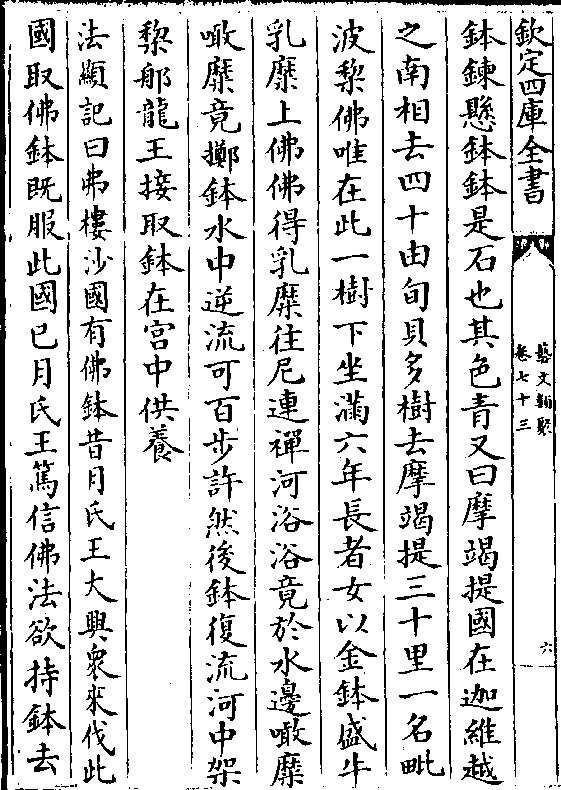 欽定四庫全書
藝文類聚
卷七十三
六
鉢鍊懸鉢鉢是石也其色青又曰摩竭提國在迦維越
之南相去四十由旬貝多樹去摩竭提三十里一名毗
波棃佛唯在此一樹下坐滿六年長者女以金鉢盛牛
乳糜上佛佛得乳糜往尼連禪河浴浴竟於水邊噉糜
噉糜竟擲鉢水中逆流可百步許然後鉢復流河中架
棃郍龍王接取鉢在宮中供養
法顯記曰弗樓沙國有佛鉢昔月氏王大興衆來伐此
國取佛鉢既服此國已月氏王篤信佛法欲持鉢去